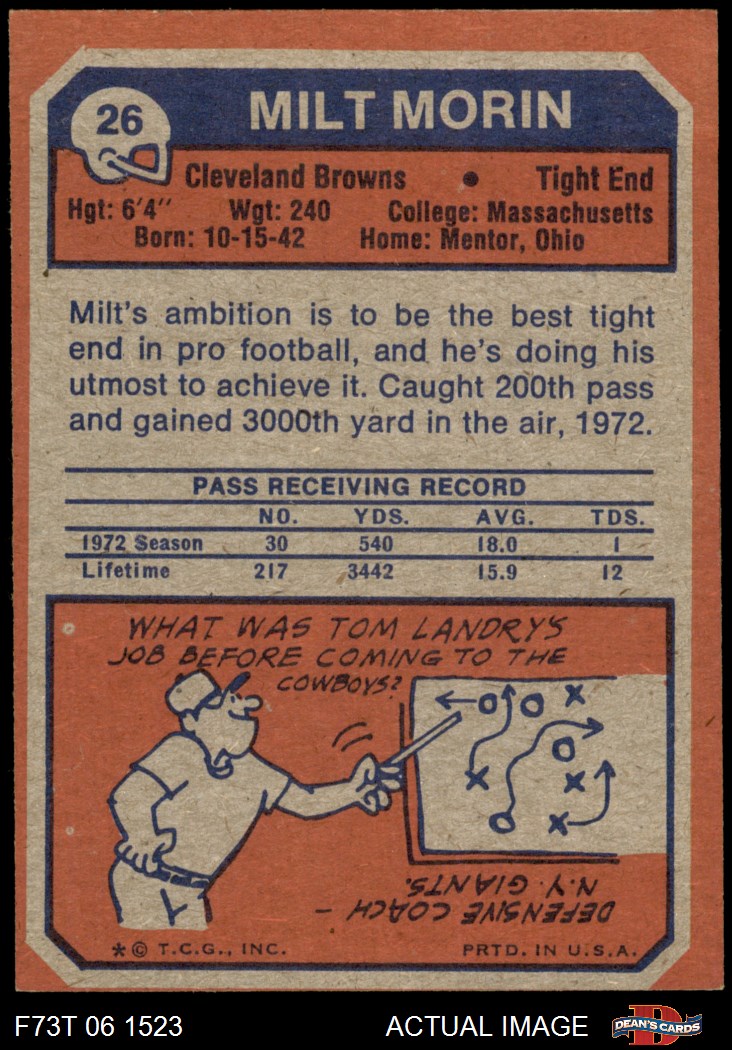 26
MILT MORIN
Cleveland Browns • Tight End
Hgt: 6'4" Wgt: 240 College: Massachusetts
Born: 10-15-42 Home: Mentor, Ohio
Milt's ambition is to be the best tight
end in pro football, and he's doing his
utmost to achieve it. Caught 200th pass
and gained 3000th yard in the air, 1972.
PASS RECEIVING RECORD
NO. YDS. AVG. TDS.
1972 Season 30 540 18.0 1
Lifetime 217 3442 15.9 12
WHAT WAS TOM LANDRY'S
JOB BEFORE COMING TO THE
COWBOYS?
DEFENSIVE COACH –
N.Y. GIANTS.
* © T.C.G., INC. PRTD. IN U.S.A.
F73T 06 1523 ACTUAL IMAGE D DEAN'S CARDS